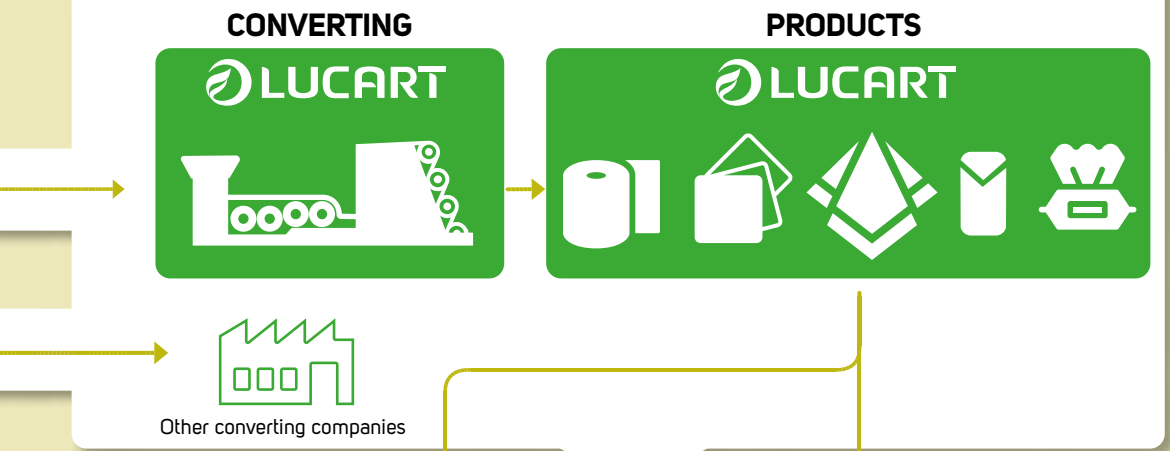 CONVERTING
PRODUCTS
LUCART
LUCART
Other converting companies